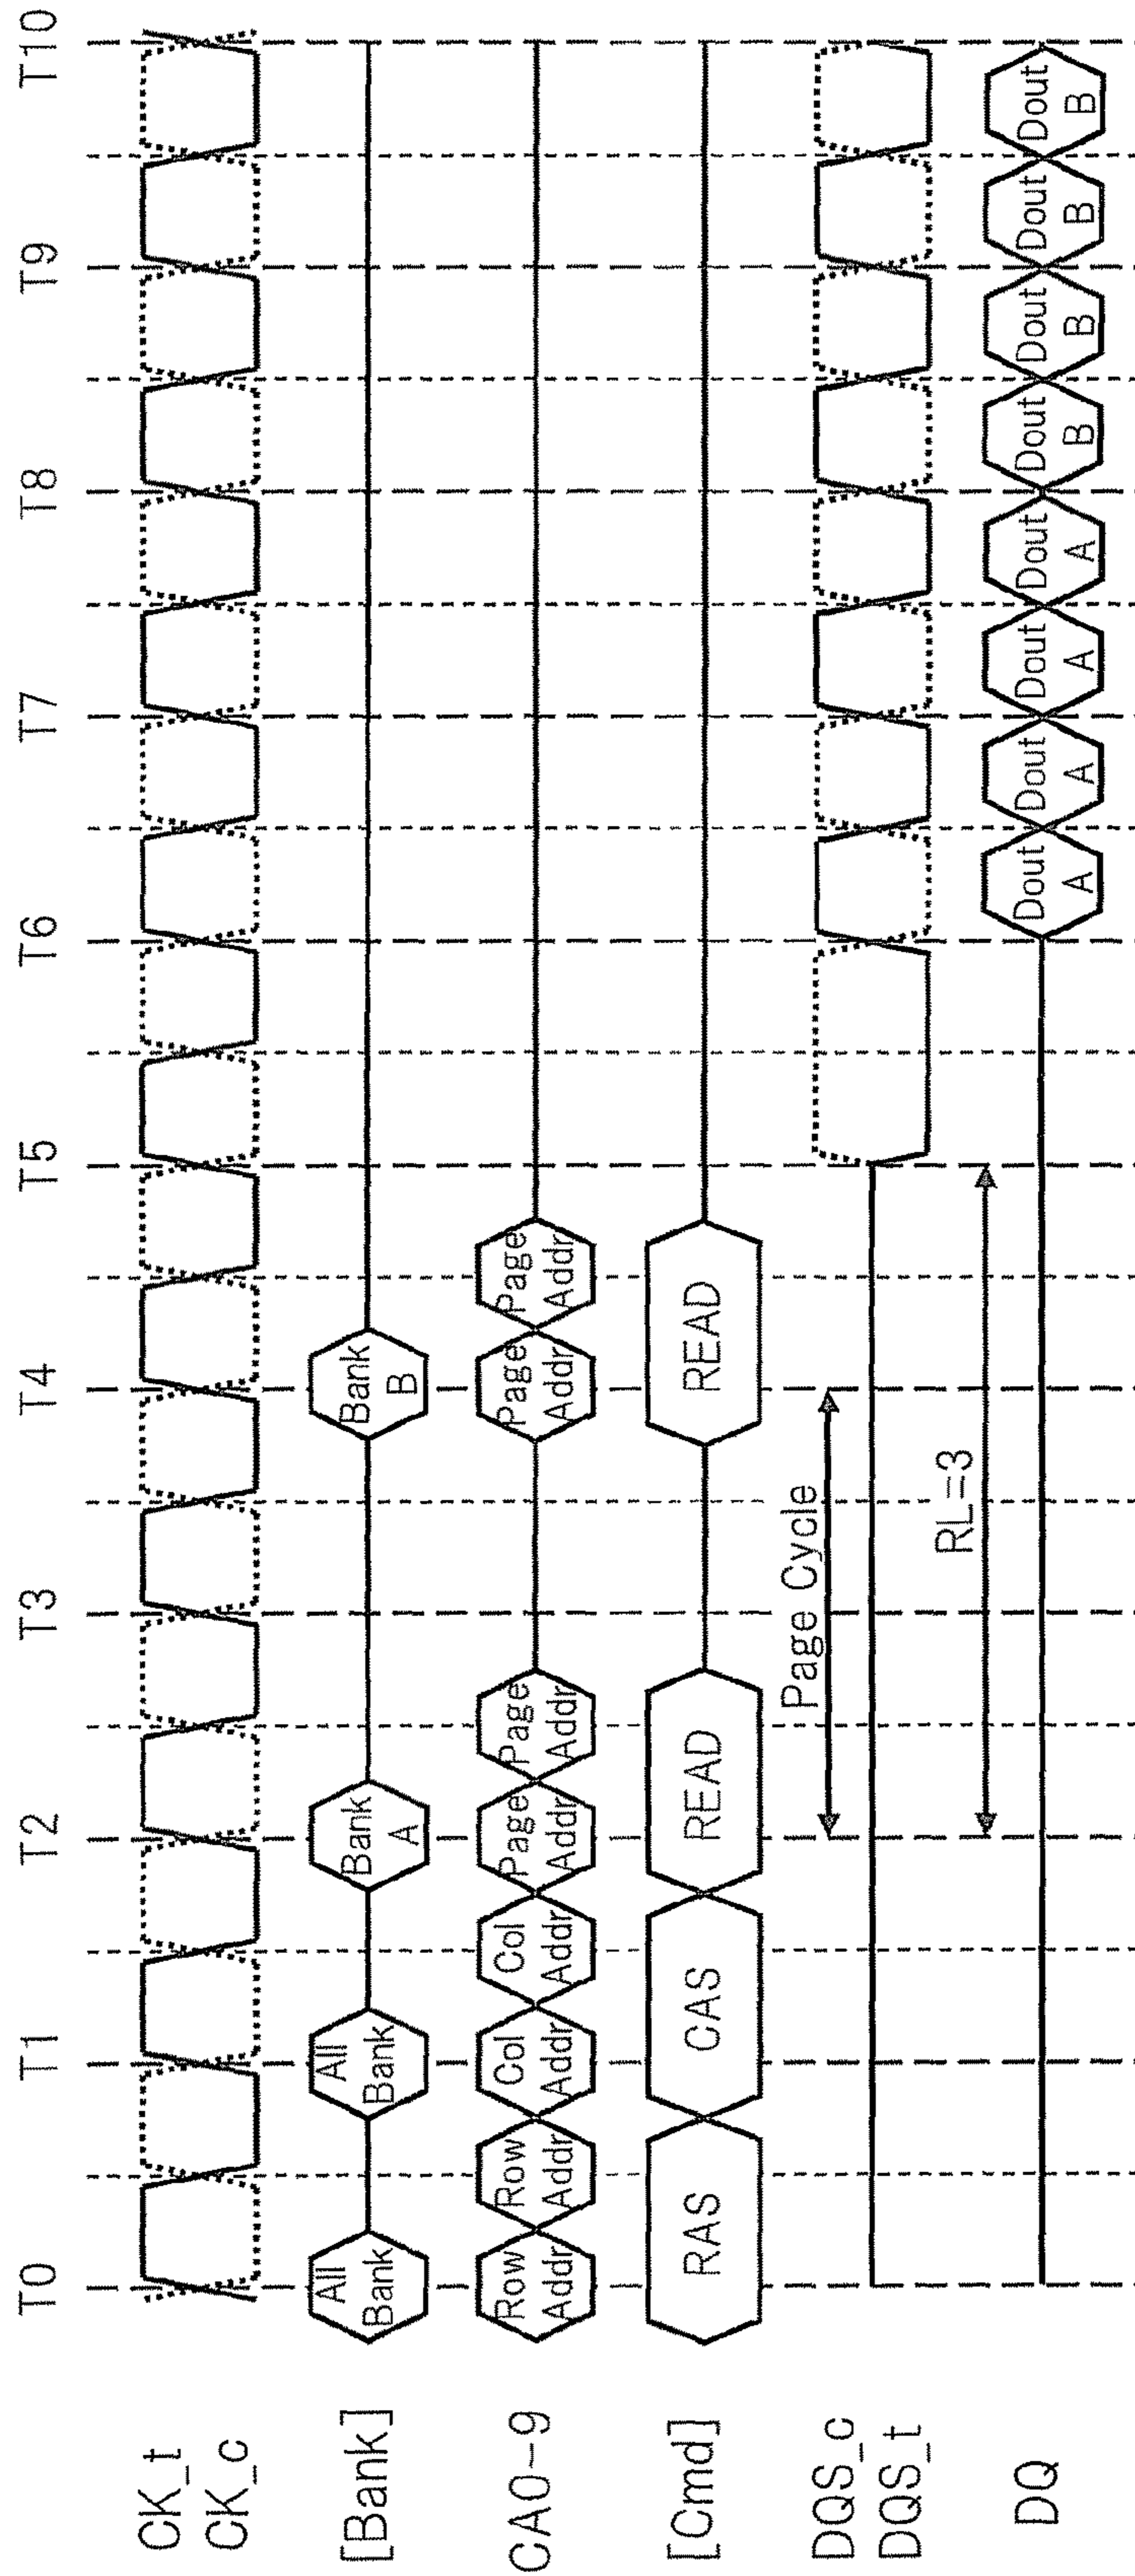 T0 T1 T2 T3 T4 T5 T6 T7 T8 T9 T10
CK_t
CK_c
[Bank]
All
Bank
All
Bank
Bank
A
Bank
B
CA0-9
Row
Addr
Row
Addr
Col
Addr
Col
Addr
Page
Addr
Page
Addr
Page
Addr
Page
Addr
[Cmd]
RAS
CAS
READ
READ
Page Cycle
DQS_c
DQS_t
RL=3
DQ
Dout
A
Dout
A
Dout
A
Dout
A
Dout
B
Dout
B
Dout
B
Dout
B